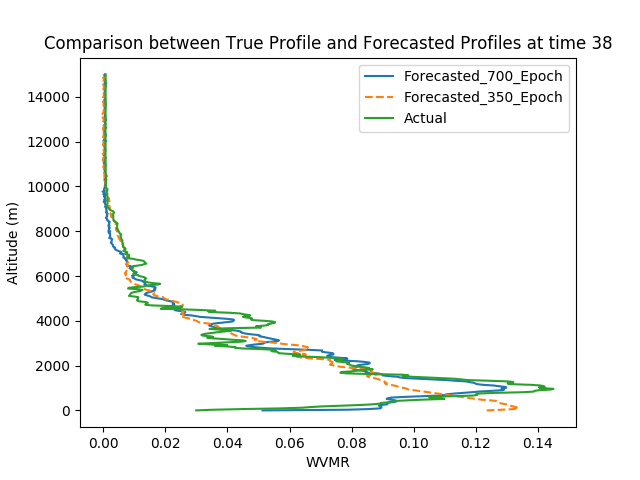 Comparison between True Profile and Forecasted Profiles at time 38
Forecasted_700_Epoch
Forecasted_350_Epoch
Actual
14000
12000
10000
8000
6000
4000
2000
0
Altitude (m)
0.00 0.02 0.04 0.06 0.08 0.10 0.12 0.14
WVMR